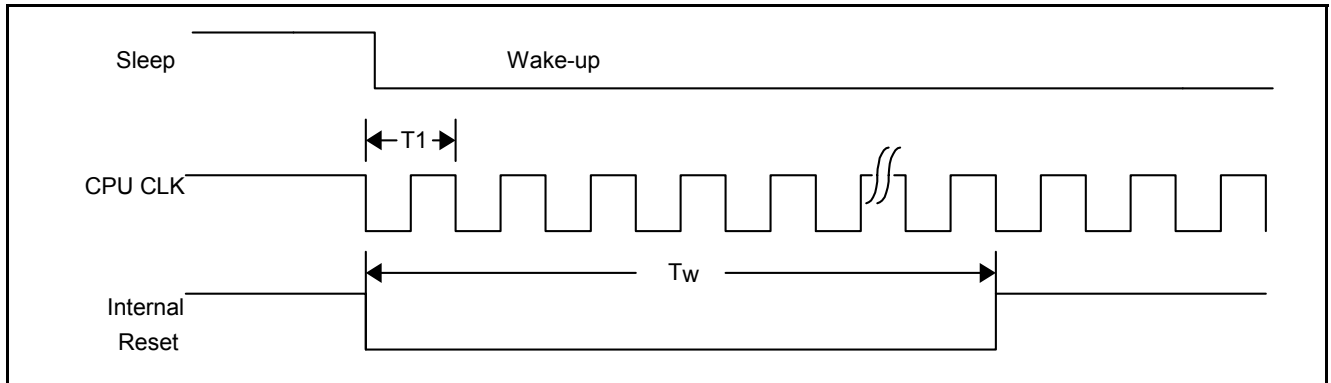 Sleep
Wake-up
T1
CPU CLK
Tw
Internal
Reset